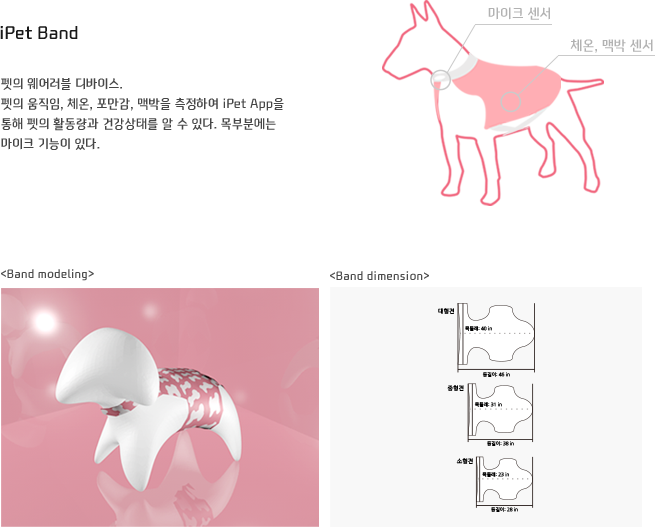 iPet Band
마이크 센서
체온, 맥박 센서
펫의 웨어러블 디바이스.
펫의 움직임, 체온, 포만감, 맥박을 측정하여 iPet App을
통해 펫의 활동량과 건강상태를 알 수 있다. 목부분에는
마이크 기능이 있다.
<Band modeling>
<Band dimension>
대형견
목둘레: 40 in
등길이: 46 in
중형견
목둘레: 31 in
등길이: 38 in
소형견
목둘레: 23 in
등길이: 28 in